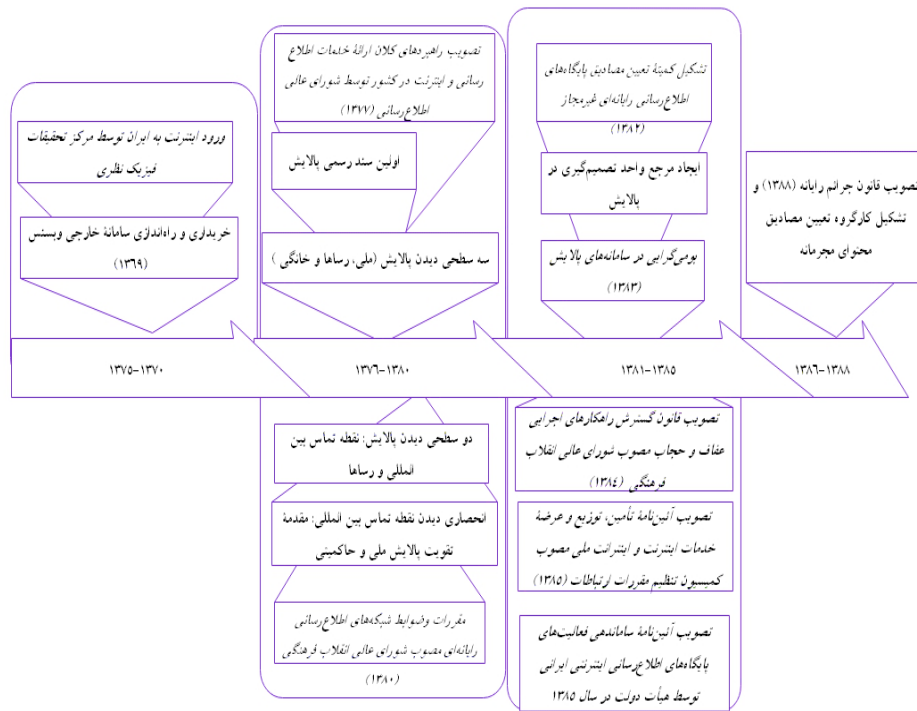 ورود اینترنت به ایران توسط مرکز تحقیقات
فیزیک نظری
خریداری و راه‌اندازی سامانهٔ خارجی وبسنس
(۱۳۶۹)
۱۳۷۵-۱۳۷۰
تصویب راهبردهای کلان ارائهٔ خدمات اطلاع
رسانی و اینترنت در کشور توسط شورای عالی
اطلاع‌رسانی (۱۳۷۷)
اولین سند رسمی پالایش
سه سطحی دیدن پالایش (ملی، رساها و خانگی )
۱۳۷۶-۱۳۸۰
دو سطحی دیدن پالایش: نقطه تماس بین
المللی و رساها
انحصاری دیدن نقطه تماس بین المللی: مقدمهٔ
تقویت پالایش ملی و حاکمیتی
مقررات وضوابط شبکه‌های اطلاع‌رسانی
رایانه‌ای مصوب شورای عالی انقلاب فرهنگی
(۱۳۸۰)
تشکیل کمیتهٔ تعیین مصادیق پایگاه‌های
اطلاع‌رسانی رایانه‌ای غیرمجاز
(۱۳۸۲)
ایجاد مرجع واحد تصمیم‌گیری در
پالایش
بومی‌گرایی در سامانه‌های پالایش
(۱۳۸۳)
۱۳۸۱-۱۳۸۵
تصویب قانون گسترش راهکارهای اجرایی
عفاف و حجاب مصوب شورای عالی انقلاب
فرهنگی (۱۳۸۴)
تصویب آئین‌نامهٔ تأمین، توزیع و عرضهٔ
خدمات اینترنت و اینترانت ملی مصوب
کمیسیون تنظیم مقررات ارتباطات (۱۳۸۵)
تصویب آئین‌نامهٔ ساماندهی فعالیت‌های
پایگاه‌های اطلاع‌رسانی اینترنتی ایرانی
توسط هیأت دولت در سال ۱۳۸۵
تصویب قانون جرائم رایانه (۱۳۸۸) و
تشکیل کارگروه تعیین مصادیق
محتوای مجرمانه
۱۳۸۶-۱۳۸۸